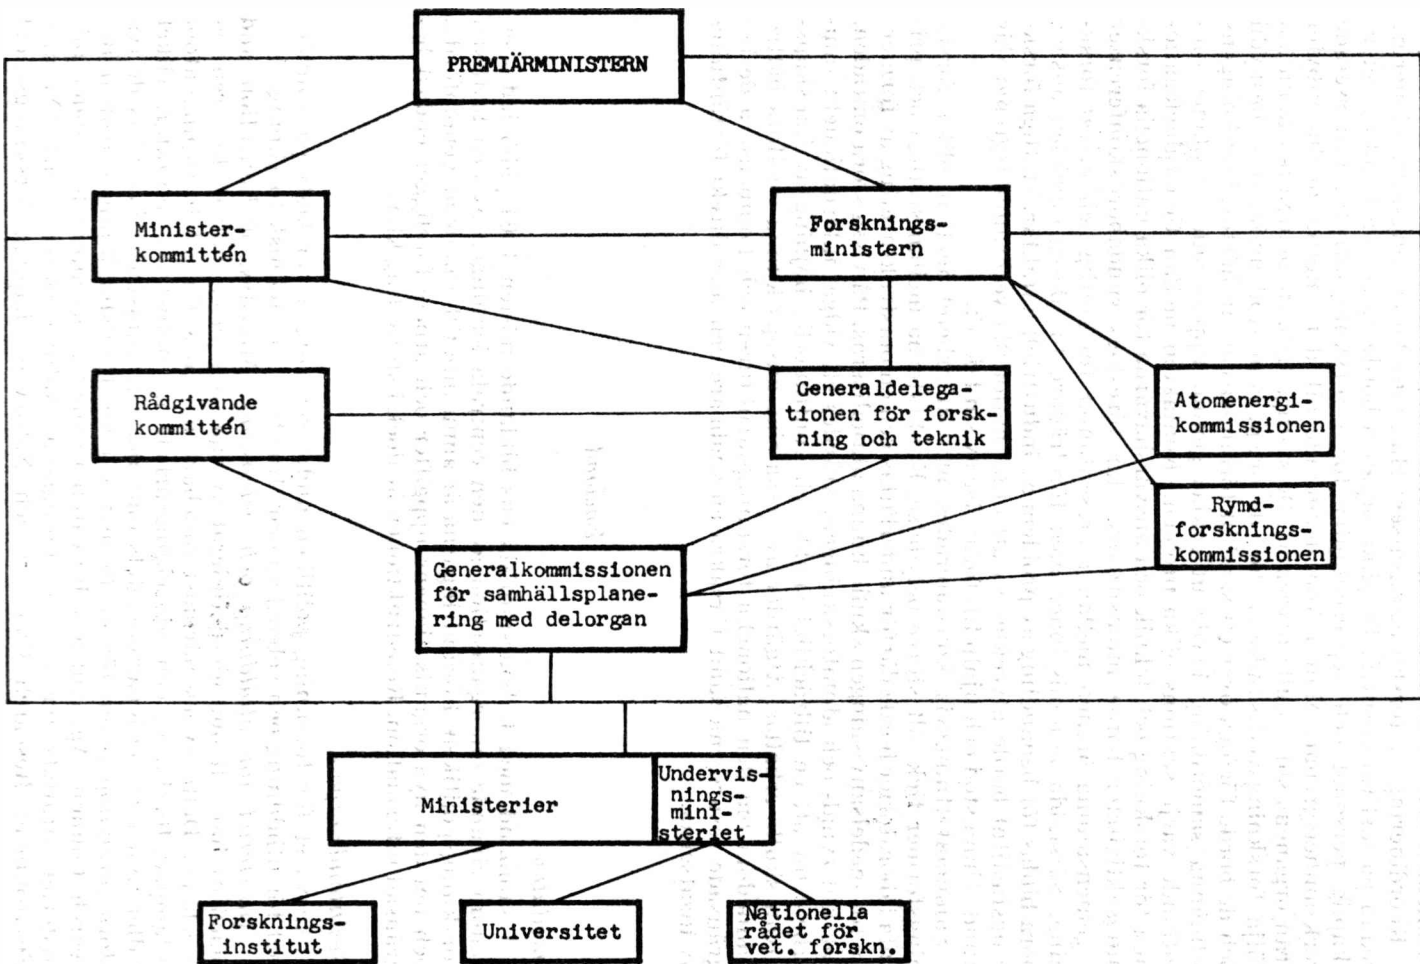 PREMIÄRMINISTERN
Minister-
kommittén
Forsknings-
ministern
Rådgivande
kommittén
Generaldelega-
tionen för forsk-
ning och teknik
Atomenergi-
kommissionen
Rymd-
forsknings-
kommissionen
Generalkommissionen
för samhällsplane-
ring med delorgan
Ministerier
Undervis-
nings-
mini-
steriet
Forsknings-
institut
Universitet
Nationella
rådet för
vet. forskn.